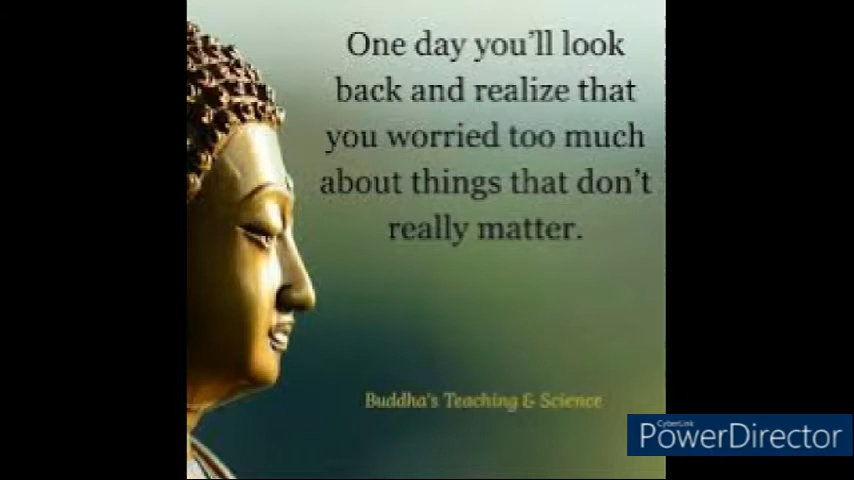 One day you'll look
back and realize that
you worried too much
about things that don't
really matter.
Buddha's Teaching & Science
CyberLink
PowerDirector